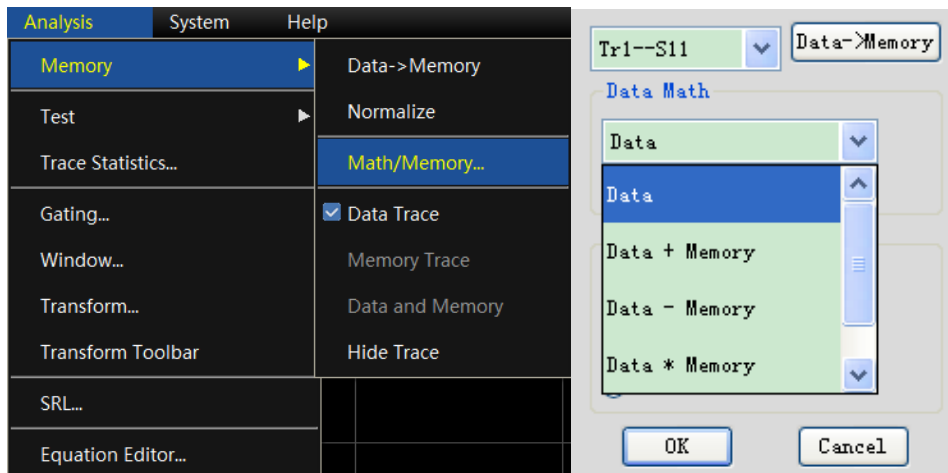 Analysis System Help
Memory
Test
Trace Statistics...
Gating...
Window...
Transform...
Transform Toolbar
SRL...
Equation Editor...
Data->Memory
Normalize
Math/Memory...
Data Trace
Memory Trace
Data and Memory
Hide Trace
Tr1--S11
Data->Memory
Data Math
Data
Data
Data + Memory
Data - Memory
Data * Memory
OK Cancel